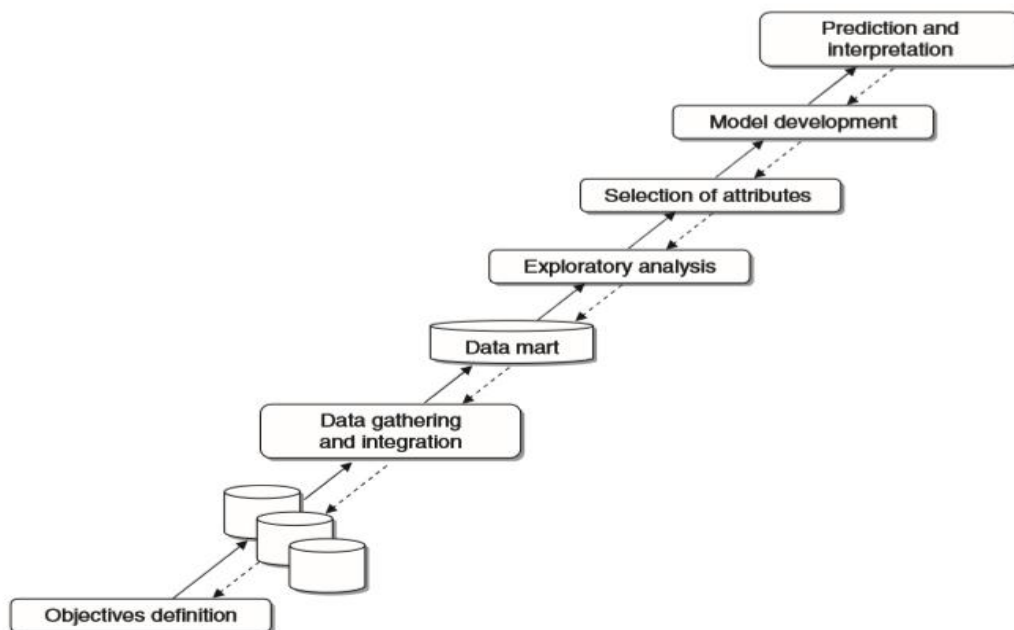 Prediction and
interpretation
Model development
Selection of attributes
Exploratory analysis
Data mart
Data gathering
and integration
Objectives definition